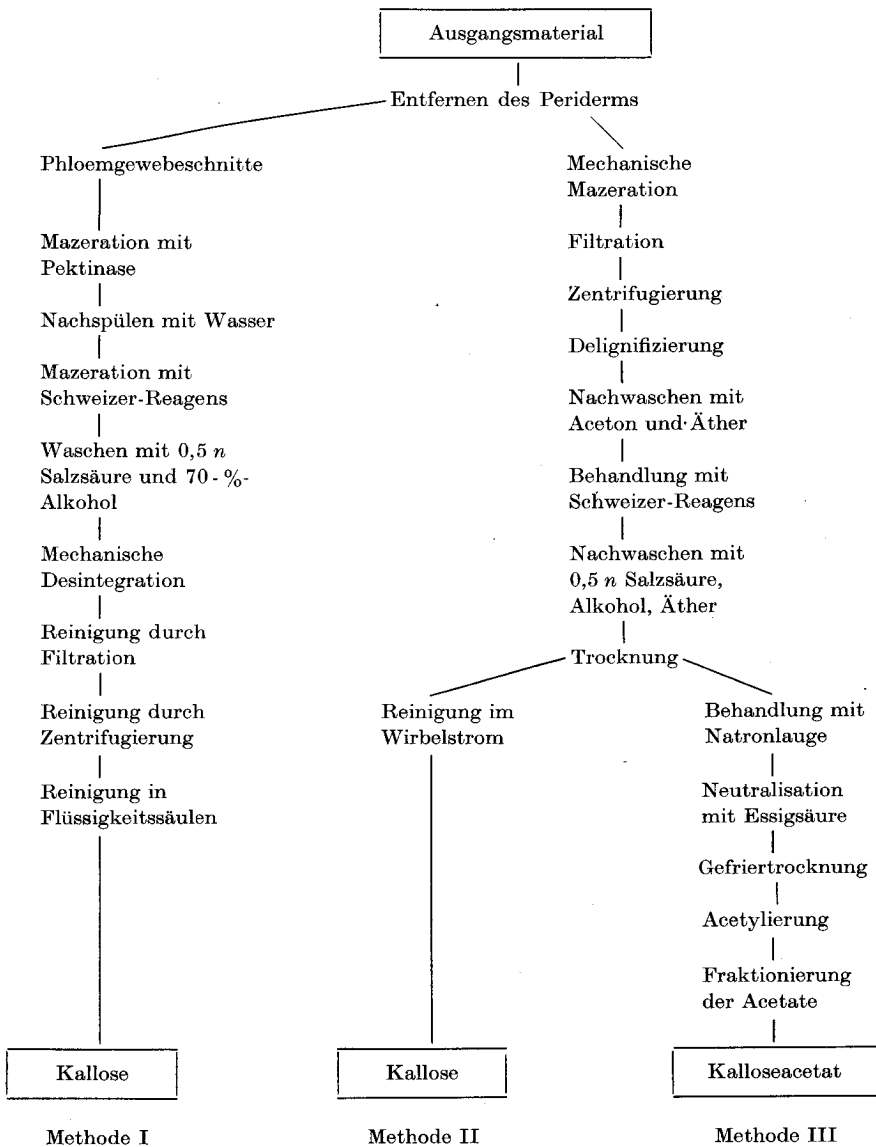 Ausgangsmaterial
Entfernen des Periderms
Phloemgewebeschnitte
Mazeration mit
Pektinase
Nachspülen mit Wasser
Mazeration mit
Schweizer-Reagens
Waschen mit 0,5 n
Salzsäure und 70-%-
Alkohol
Mechanische
Desintegration
Reinigung durch
Filtration
Reinigung durch
Zentrifugierung
Reinigung in
Flüssigkeitssäulen
Kallose
Methode I
Mechanische
Mazeration
Filtration
Zentrifugierung
Delignifizierung
Nachwaschen mit
Aceton und Äther
Behandlung mit
Schweizer-Reagens
Nachwaschen mit
0,5 n Salzsäure,
Alkohol, Äther
Trocknung
Reinigung im
Wirbelstrom
Kallose
Methode II
Behandlung mit
Natronlauge
Neutralisation
mit Essigsäure
Gefriertrocknung
Acetylierung
Fraktionierung
der Acetate
Kalloseacetat
Methode III